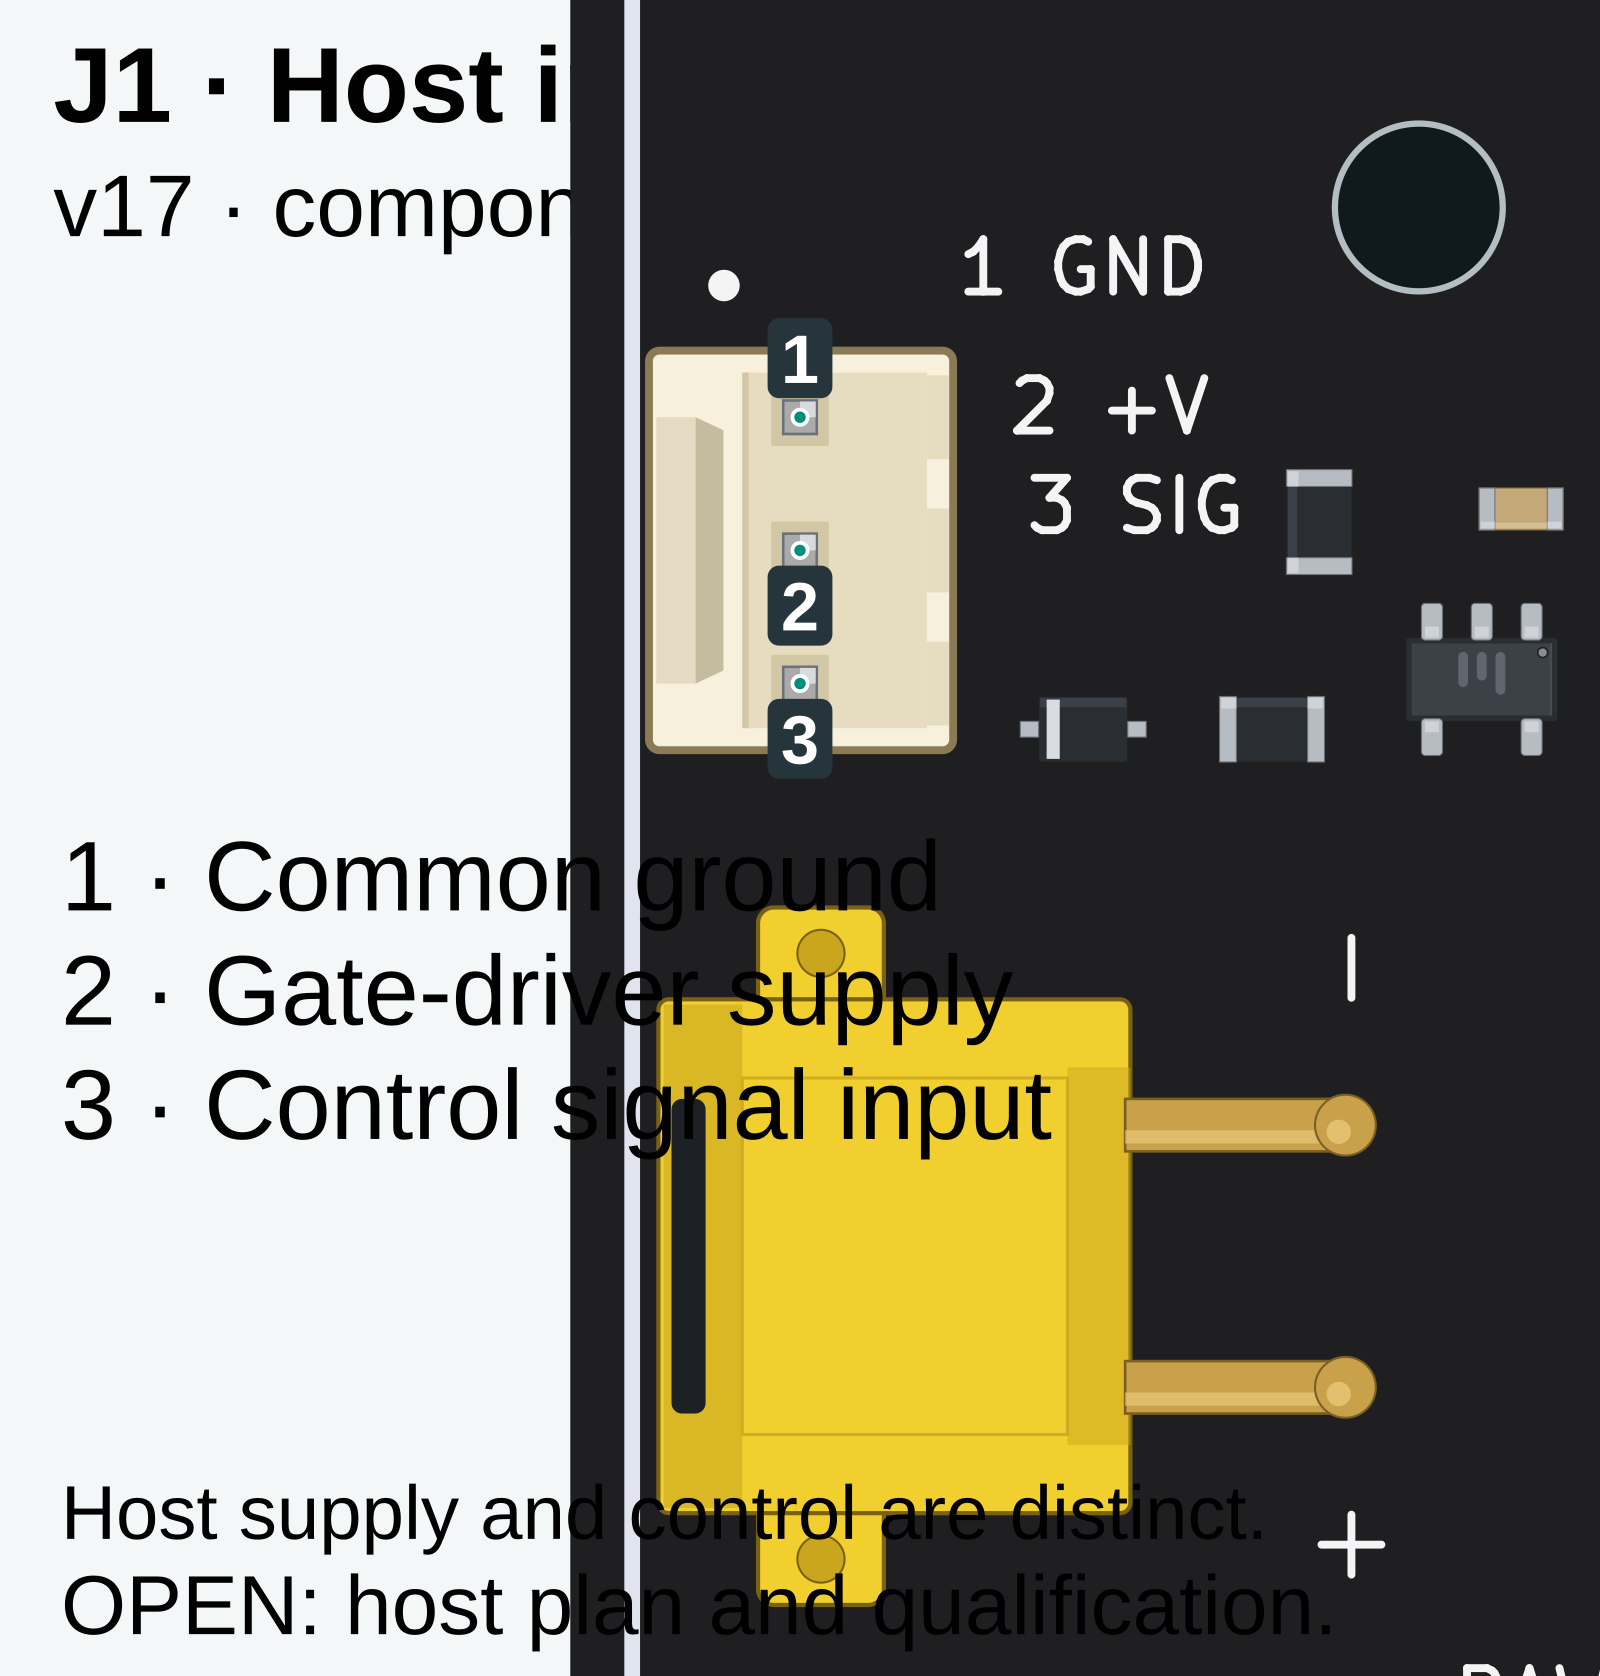 J1 · Host
v17 · compon
1 GND
1
2 +V
3 SIG
2
3
1 · Common ground
2 · Gate-driver supply
3 · Control signal input
Host supply and control are distinct.
+
OPEN: host plan and qualification.